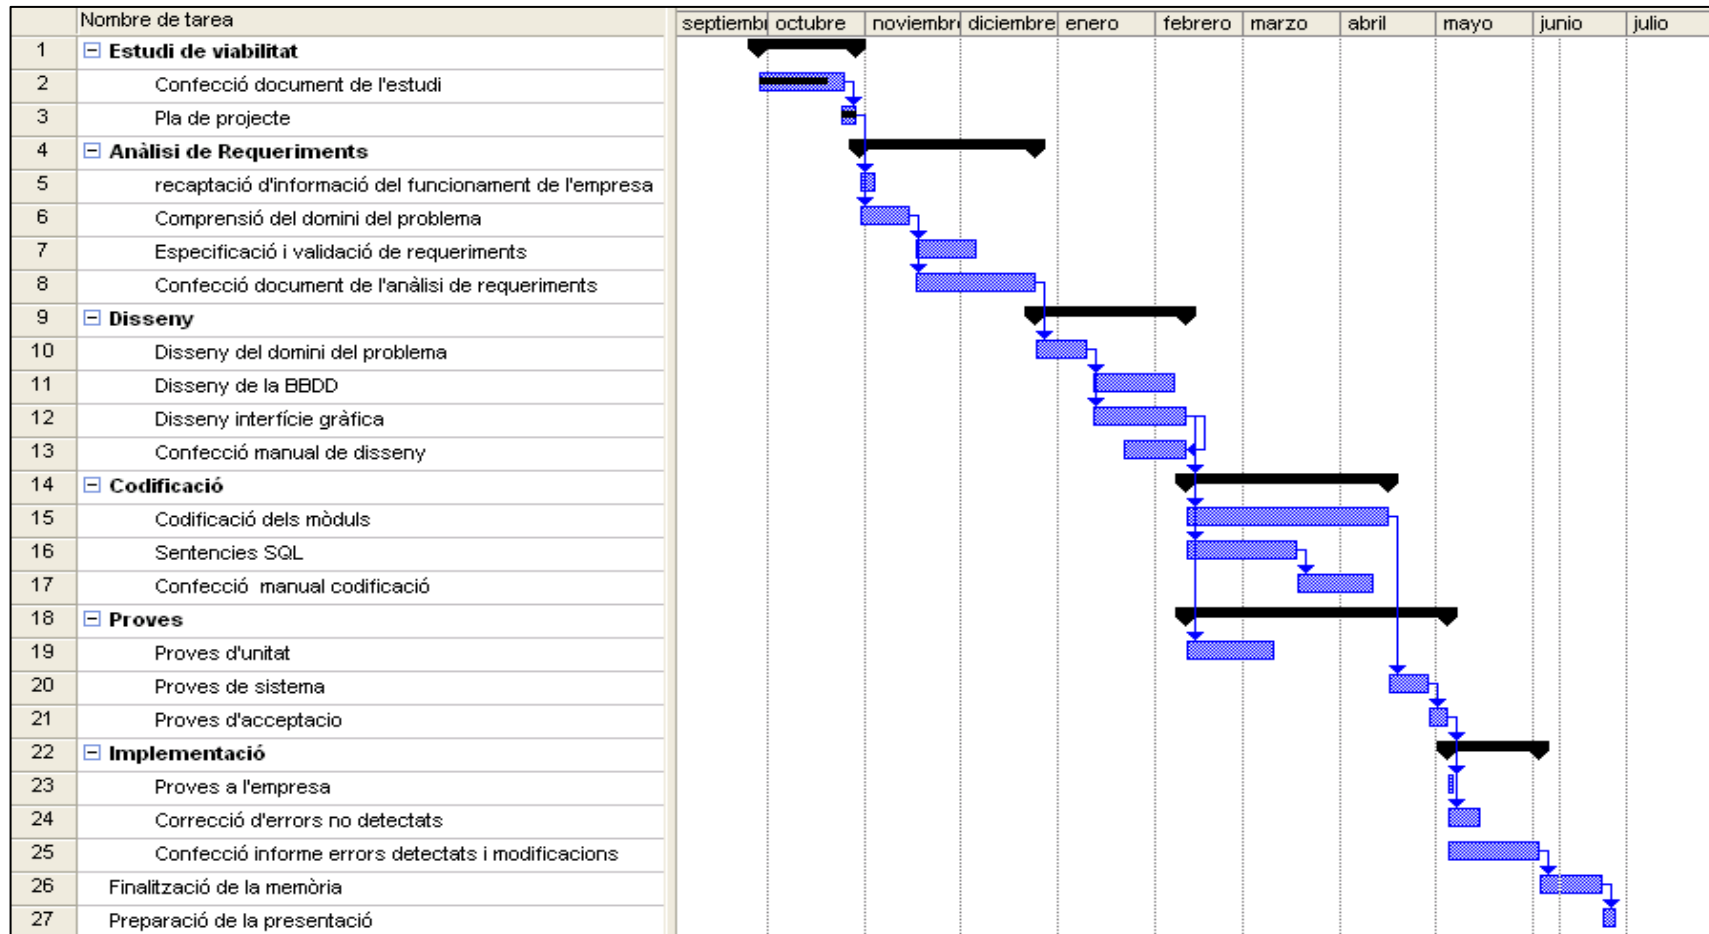 Nombre de tarea
septiembr octubre noviembre diciembre enero febrero marzo abril mayo junio julio
1 Estudi de viabilitat
2 Confecció document de l'estudi
3 Pla de projecte
4 Anàlisi de Requeriments
5 recaptació d'informació del funcionament de l'empresa
6 Comprensió del domini del problema
7 Especificació i validació de requeriments
8 Confecció document de l'anàlisi de requeriments
9 Disseny
10 Disseny del domini del problema
11 Disseny de la BBDD
12 Disseny interfície gràfica
13 Confecció manual de disseny
14 Codificació
15 Codificació dels mòduls
16 Sentencies SQL
17 Confecció manual codificació
18 Proves
19 Proves d'unitat
20 Proves de sistema
21 Proves d'acceptacio
22 Implementació
23 Proves a l'empresa
24 Correcció d'errors no detectats
25 Confecció informe errors detectats i modificacions
26 Finalització de la memòria
27 Preparació de la presentació